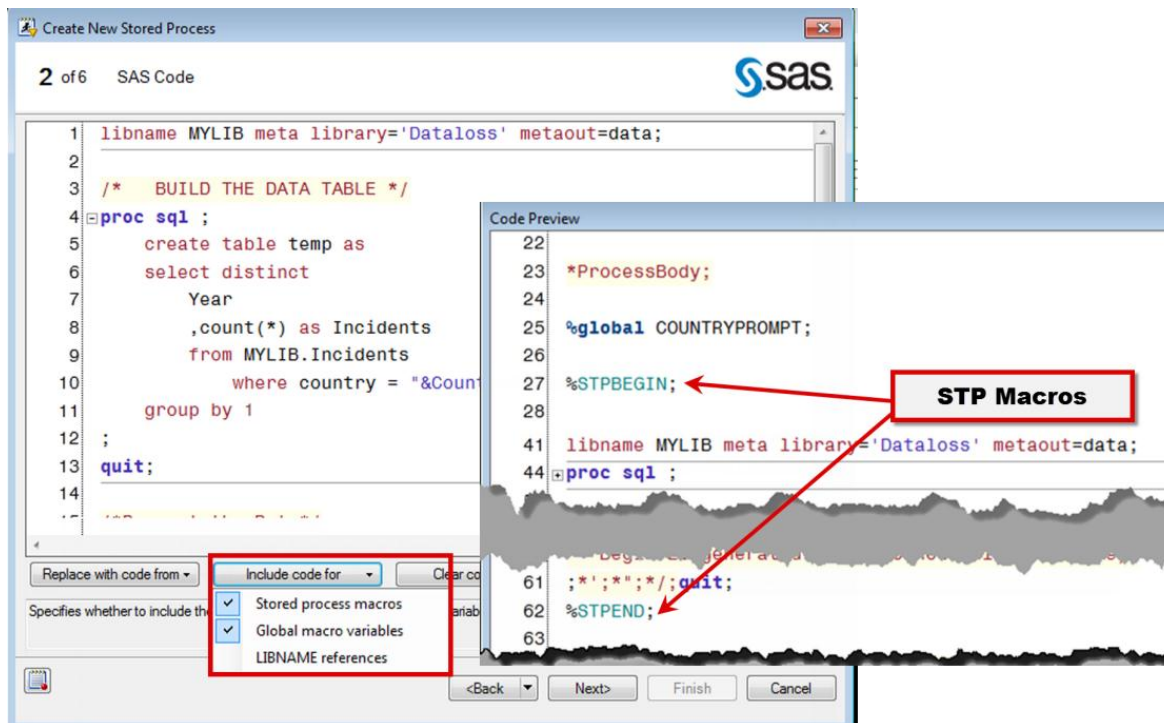 Create New Stored Process
2 of 6 SAS Code
sas
1 libname MYLIB meta library='Dataloss' metaout=data;
2
3 /* BUILD THE DATA TABLE */
4 proc sql ;
5 create table temp as
6 select distinct
7 Year
8 ,count(*) as Incidents
9 from MYLIB.Incidents
10 where country = "&Coun
11 group by 1
12 ;
13 quit;
14
Replace with code from
Include code for
Clear co
Specifies whether to include the
Stored process macros
Global macro variables
LIBNAME references
<Back
Next>
Finish
Cancel
Code Preview
22
23 *ProcessBody;
24
25 %global COUNTRYPROMPT;
26
27 %STPBEGIN;
28
41 libname MYLIB meta library='Dataloss' metaout=data;
44 proc sql ;
61 ;*';*";*/;quit;
62 %STPEND;
63
STP Macros